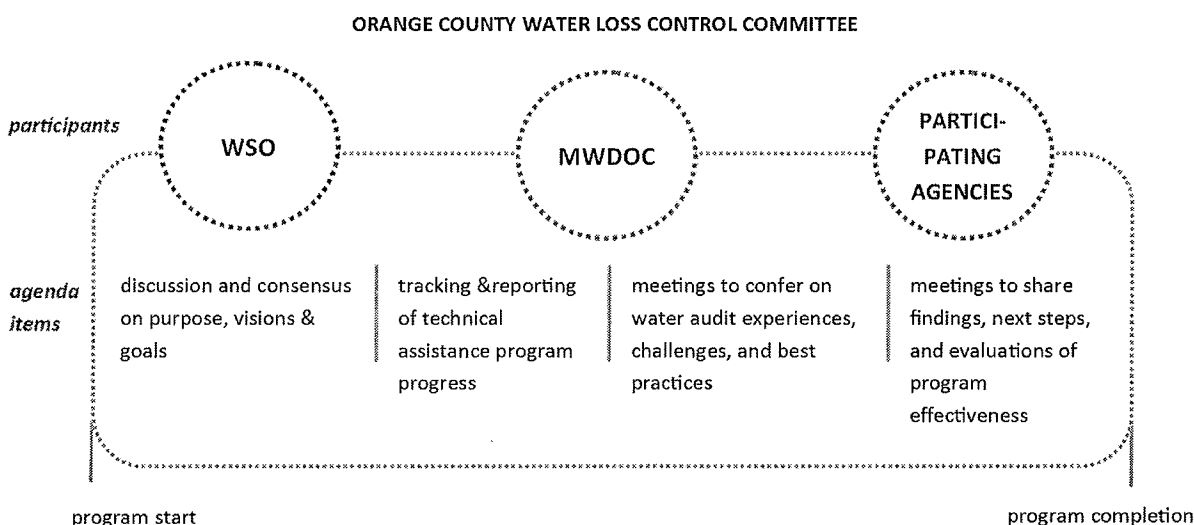 ORANGE COUNTY WATER LOSS CONTROL COMMITTEE
participants
WSO
MWDOC
PARTICI-
PATING
AGENCIES
agenda
items
discussion and consensus
on purpose, visions &
goals
tracking &reporting
of technical
assistance program
progress
meetings to confer on
water audit experiences,
challenges, and best
practices
meetings to share
findings, next steps,
and evaluations of
program
effectiveness
program start
program completion